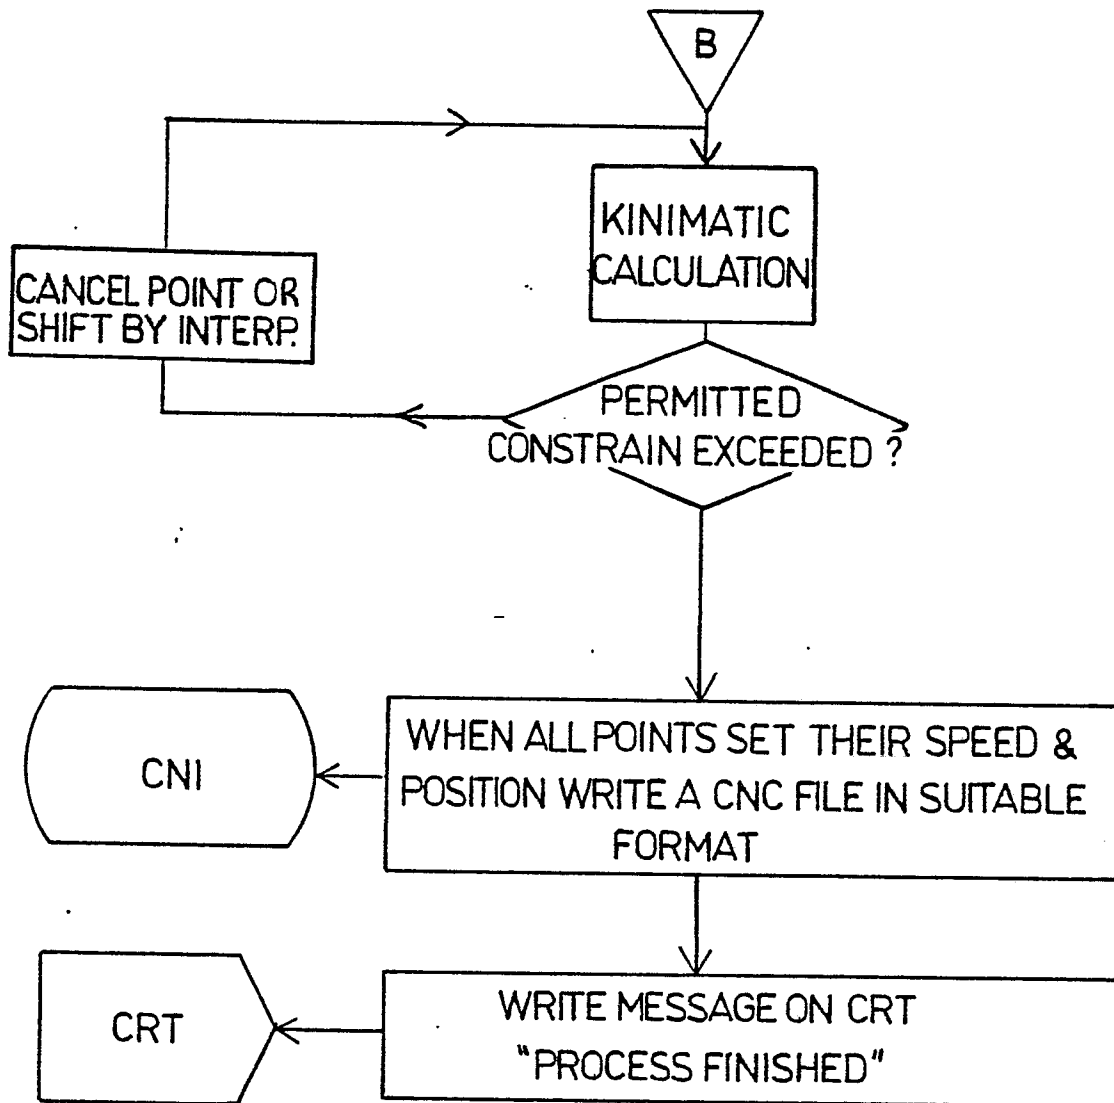 B
KINIMATIC
CALCULATION
CANCEL POINT OR
SHIFT BY INTERP.
PERMITTED
CONSTRAIN EXCEEDED ?
WHEN ALL POINTS SET THEIR SPEED &
POSITION WRITE A CNC FILE IN SUITABLE
FORMAT
CNI
WRITE MESSAGE ON CRT
"PROCESS FINISHED"
CRT